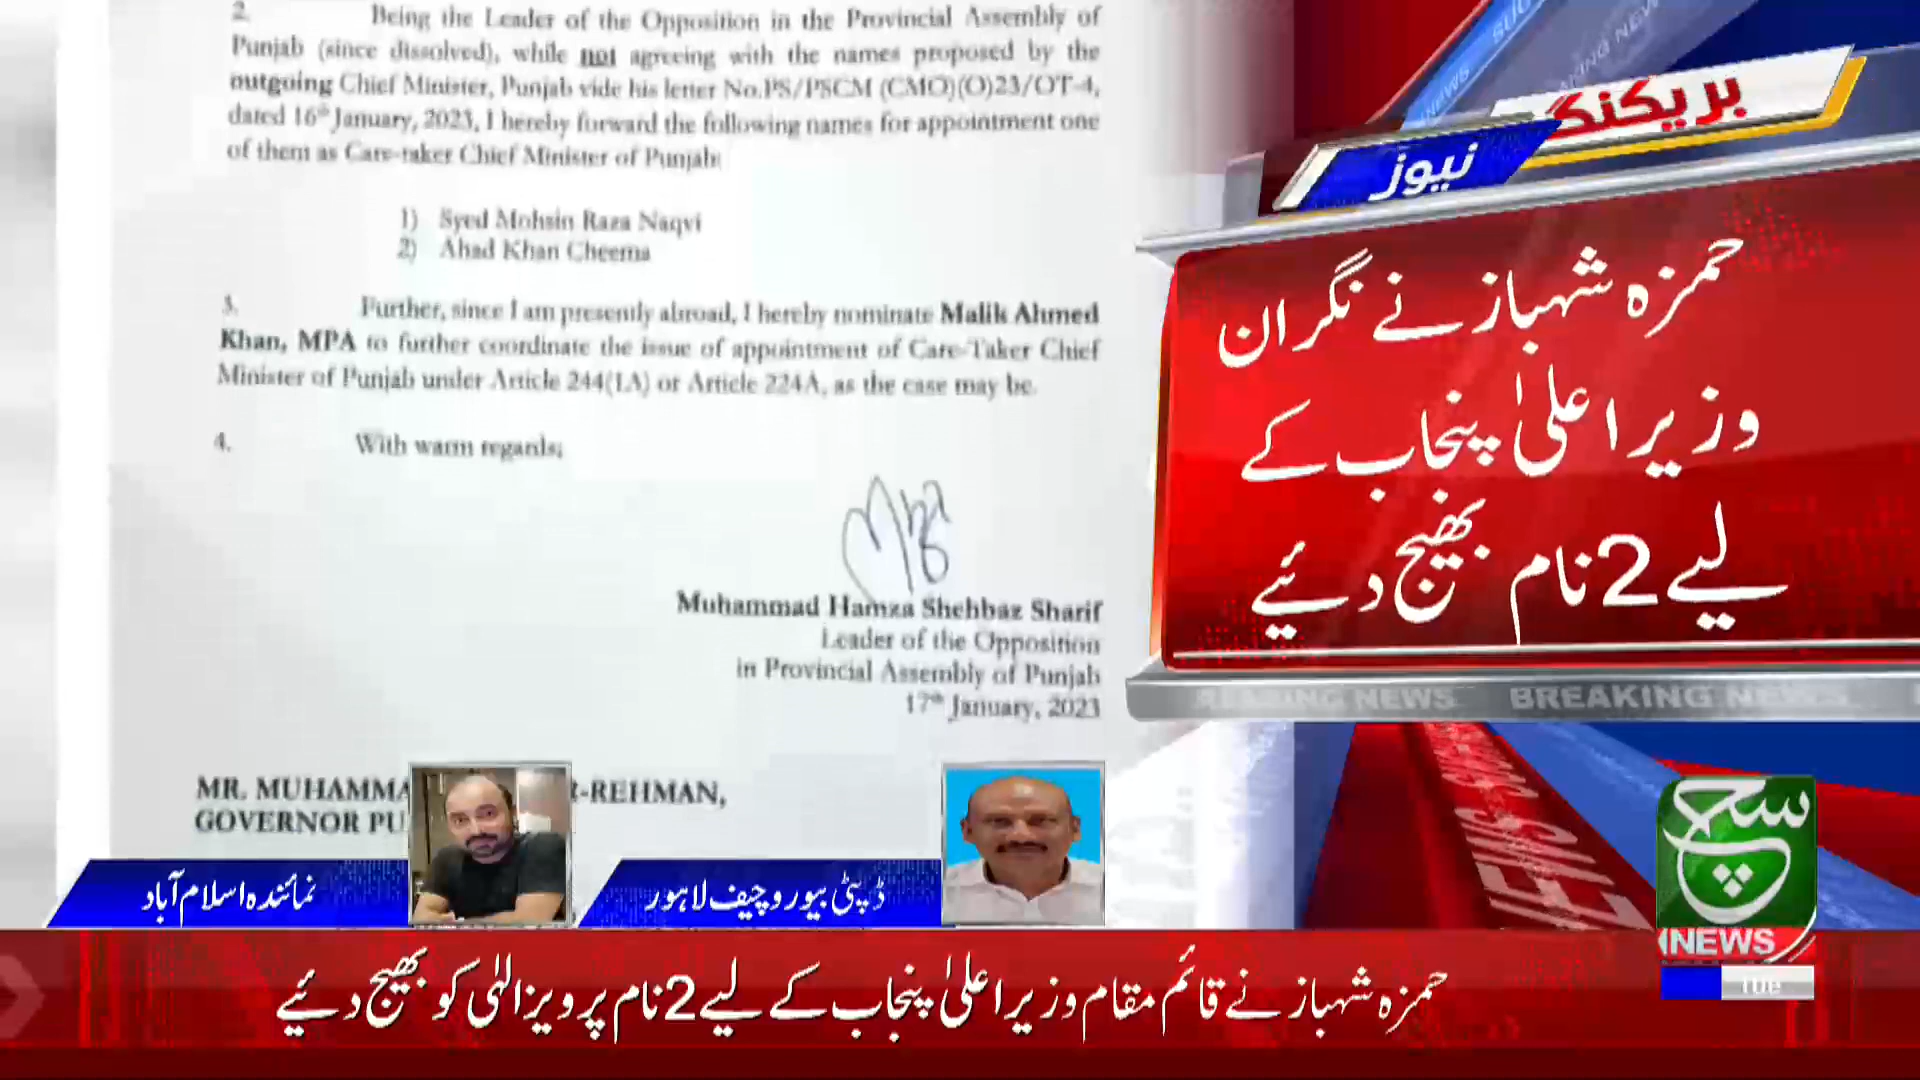 2. Being the Leader of the Opposition in the Provincial Assembly of
Punjab (since dissolved), while not agreeing with the names proposed by the
outgoing Chief Minister, Punjab vide his letter No.PS/PSCM (CMO)(O)23/OT-4,
dated 16th January, 2023, I hereby forward the following names for appointment one
of them as Care-taker Chief Minister of Punjab:
1) Syed Mohsin Raza Naqvi
2) Ahad Khan Cheema
3. Further, since I am presently abroad, I hereby nominate Malik Ahmed
Khan, MPA to further coordinate the issue of appointment of Care-Taker Chief
Minister of Punjab under Article 244(1A) or Article 224A, as the case may be.
4. With warm regards;
Muhammad Hamza Shehbaz Sharif
Leader of the Opposition
in Provincial Assembly of Punjab
17th January, 2023
MR. MUHAMMA R-REHMAN,
GOVERNOR PU
بریکنگ
نیوز
حمزہ شہباز نے نگران
وزیراعلیٰ پنجاب کے
لیے 2 نام بھیج دئیے
BREAKING NEWS BREAKING NEWS
نمائندہ اسلام آباد
ڈپٹی بیورو چیف لاہور
سچ
NEWS
Tue
حمزہ شہباز نے قائم مقام وزیراعلیٰ پنجاب کے لیے 2 نام پرویز الہٰی کو بھیج دئیے